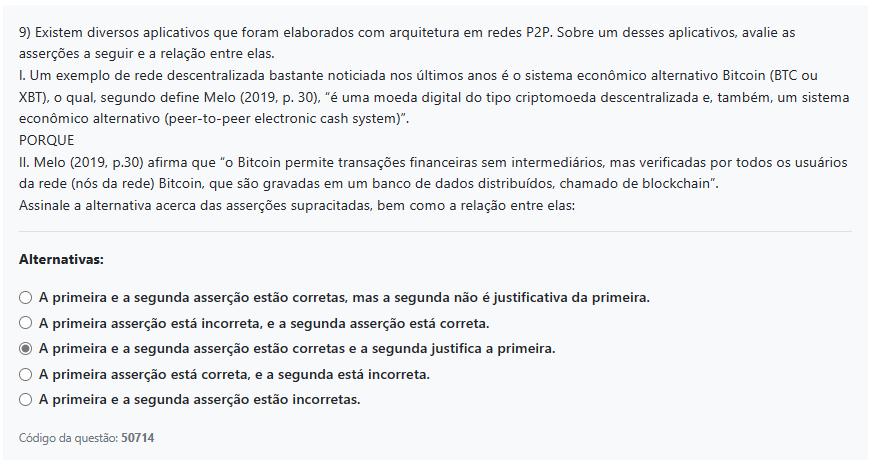 9) Existem diversos aplicativos que foram elaborados com arquitetura em redes P2P. Sobre um desses aplicativos, avalie as
asserções a seguir e a relação entre elas.
I. Um exemplo de rede descentralizada bastante noticiada nos últimos anos é o sistema econômico alternativo Bitcoin (BTC ou
XBT), o qual, segundo define Melo (2019, p. 30), “é uma moeda digital do tipo criptomoeda descentralizada e, também, um sistema
econômico alternativo (peer-to-peer electronic cash system)”.
PORQUE
II. Melo (2019, p.30) afirma que “o Bitcoin permite transações financeiras sem intermediários, mas verificadas por todos os usuários
da rede (nós da rede) Bitcoin, que são gravadas em um banco de dados distribuídos, chamado de blockchain”.
Assinale a alternativa acerca das asserções supracitadas, bem como a relação entre elas:
Alternativas:
A primeira e a segunda asserção estão corretas, mas a segunda não é justificativa da primeira.
A primeira asserção está incorreta, e a segunda asserção está correta.
A primeira e a segunda asserção estão corretas e a segunda justifica a primeira.
A primeira asserção está correta, e a segunda está incorreta.
A primeira e a segunda asserção estão incorretas.
Código da questão: 50714